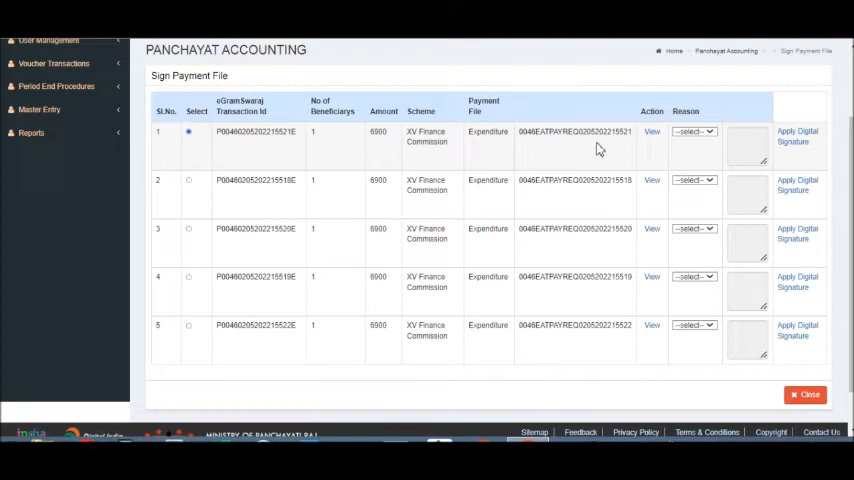 User Management
PANCHAYAT ACCOUNTING
Home > Panchayat Accounting > Sign Payment File
Voucher Transactions
Period End Procedures
Master Entry
Reports
Sign Payment File
Sl.No. Select eGramSwaraj Transaction Id No of Beneficiarys Amount Scheme Payment File Action Reason
1 P00460205202215521E 1 6900 XV Finance Commission Expenditure 0046EATPAYREQ0205202215521 View --select-- Apply Digital Signature
2 P00460205202215518E 1 6900 XV Finance Commission Expenditure 0046EATPAYREQ0205202215518 View --select-- Apply Digital Signature
3 P00460205202215520E 1 6900 XV Finance Commission Expenditure 0046EATPAYREQ0205202215520 View --select-- Apply Digital Signature
4 P00460205202215519E 1 6900 XV Finance Commission Expenditure 0046EATPAYREQ0205202215519 View --select-- Apply Digital Signature
5 P00460205202215522E 1 6900 XV Finance Commission Expenditure 0046EATPAYREQ0205202215522 View --select-- Apply Digital Signature
Close
Digital India
MINISTRY OF PANCHAYATI RAJ
Sitemap Feedback Privacy Policy Terms & Conditions Copyright Contact Us